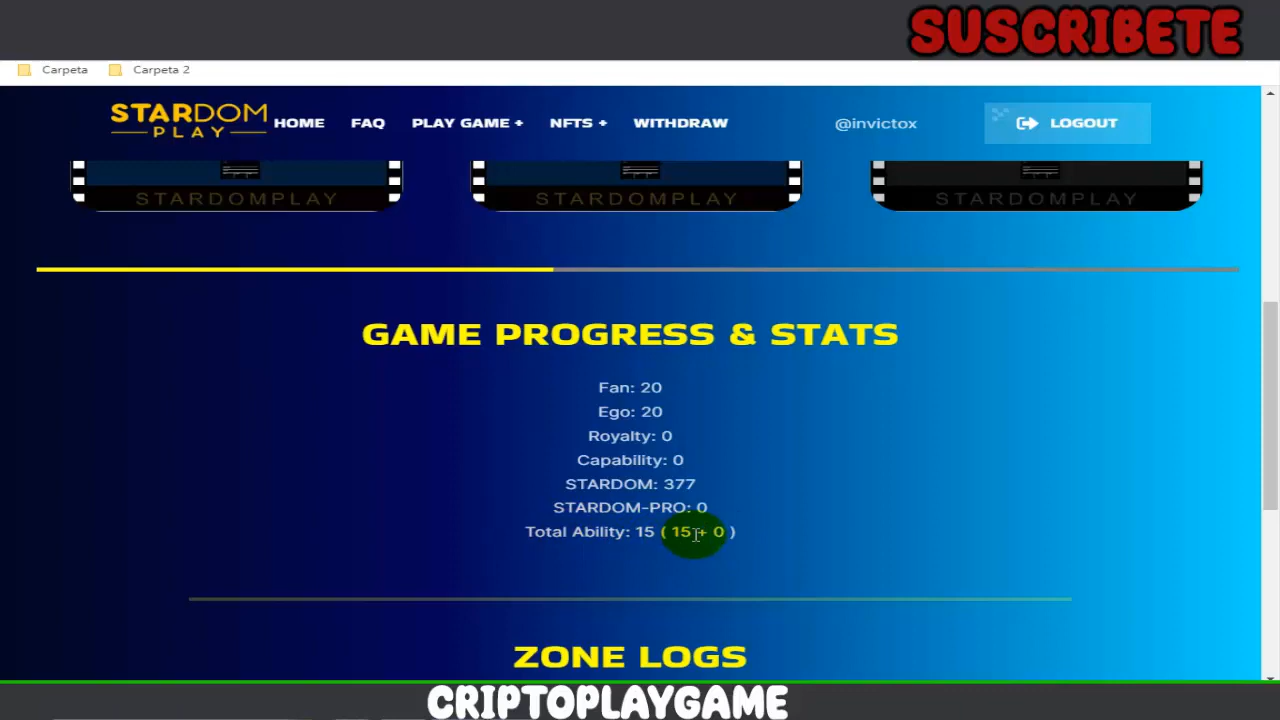 SUSCRIBETE
Carpeta Carpeta 2
STARDOM
PLAY
HOME FAQ PLAY GAME + NFTS + WITHDRAW @invictox LOGOUT
STARDOMPLAY STARDOMPLAY STARDOMPLAY
GAME PROGRESS & STATS
Fan: 20
Ego: 20
Royalty: 0
Capability: 0
STARDOM: 377
STARDOM-PRO: 0
Total Ability: 15 ( 15 + 0 )
ZONE LOGS
CRIPTOPLAYGAME